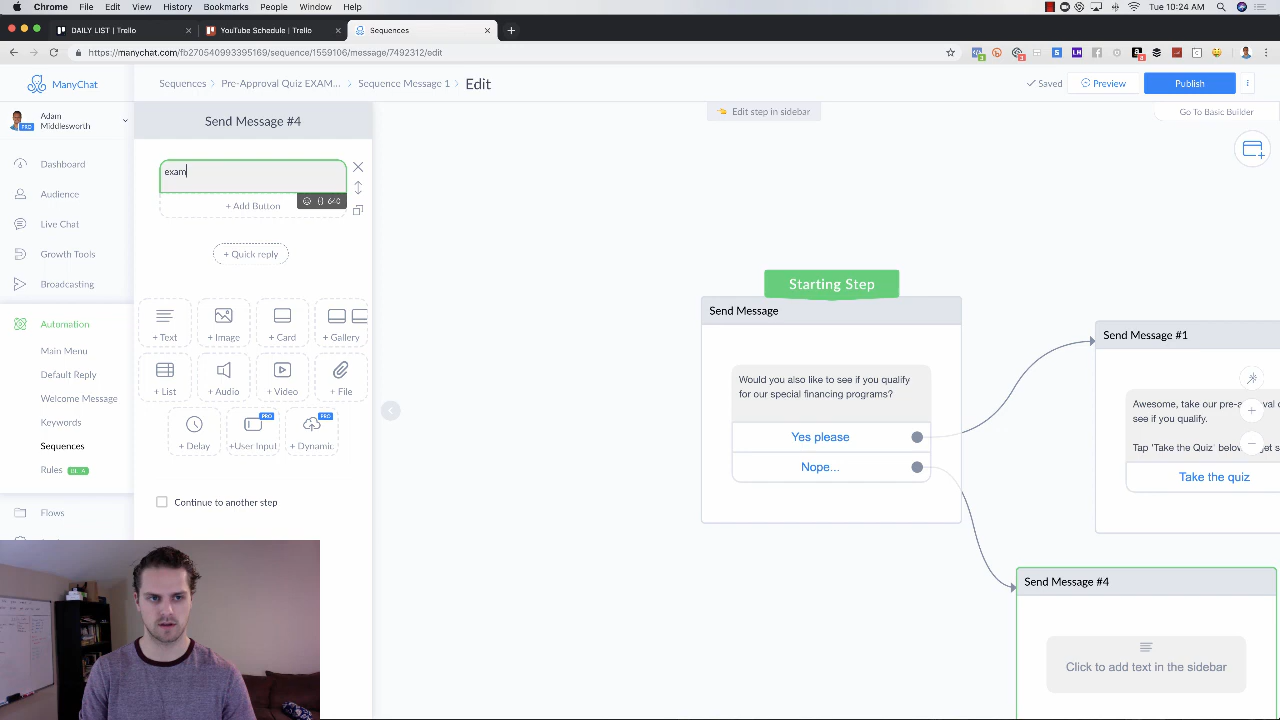 Chrome File Edit View History Bookmarks People Window Help
Tue 10:24 AM
DAILY LIST | Trello
YouTube Schedule | Trello
Sequences
https://manychat.com/fb270540993395169/sequence/1559106/message/7492312/edit
ManyChat
Sequences > Pre-Approval Quiz EXAM... > Sequence Message 1 > Edit
Saved
Preview
Publish
Adam
Middlesworth
PRO
Send Message #4
Edit step in sidebar
Go To Basic Builder
Dashboard
Audience
Live Chat
Growth Tools
Broadcasting
Automation
Main Menu
Default Reply
Welcome Message
Keywords
Sequences
Rules
Flows
exam
640
+ Add Button
+ Quick reply
+ Text
+ Image
+ Card
+ Gallery
+ List
+ Audio
+ Video
+ File
+ Delay
PRO
+User Input
PRO
+ Dynamic
Continue to another step
Starting Step
Send Message
Would you also like to see if you qualify
for our special financing programs?
Yes please
Nope...
Send Message #1
Awesome, take our pre-approval
see if you qualify.
Tap 'Take the Quiz'
Take the quiz
Send Message #4
Click to add text in the sidebar